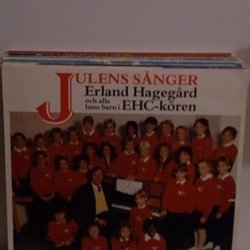 JULENS SÅNGER
Erland Hagegård
och alla
hans barn i EHC-kören